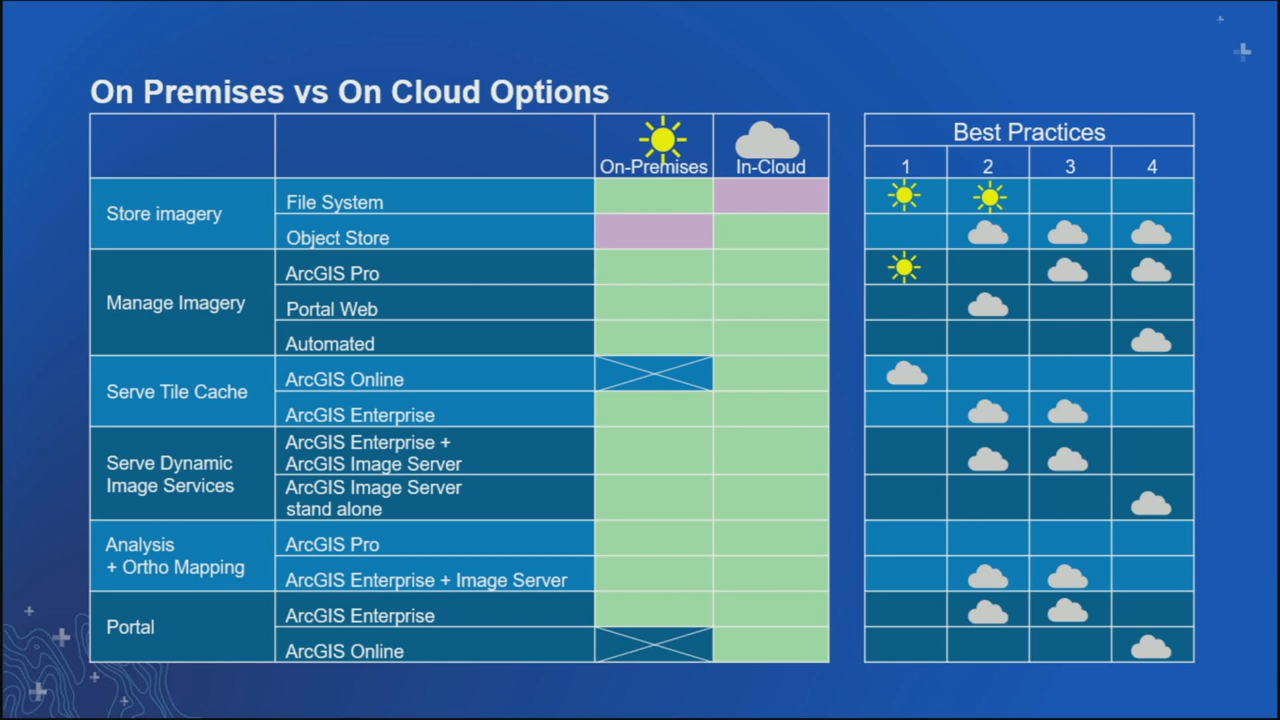 On Premises vs On Cloud Options
On-Premises
In-Cloud
Best Practices
1
2
3
4
Store imagery
File System
Object Store
Manage Imagery
ArcGIS Pro
Portal Web
Automated
Serve Tile Cache
ArcGIS Online
ArcGIS Enterprise
Serve Dynamic
Image Services
ArcGIS Enterprise +
ArcGIS Image Server
ArcGIS Image Server
stand alone
Analysis
+ Ortho Mapping
ArcGIS Pro
ArcGIS Enterprise + Image Server
Portal
ArcGIS Enterprise
ArcGIS Online